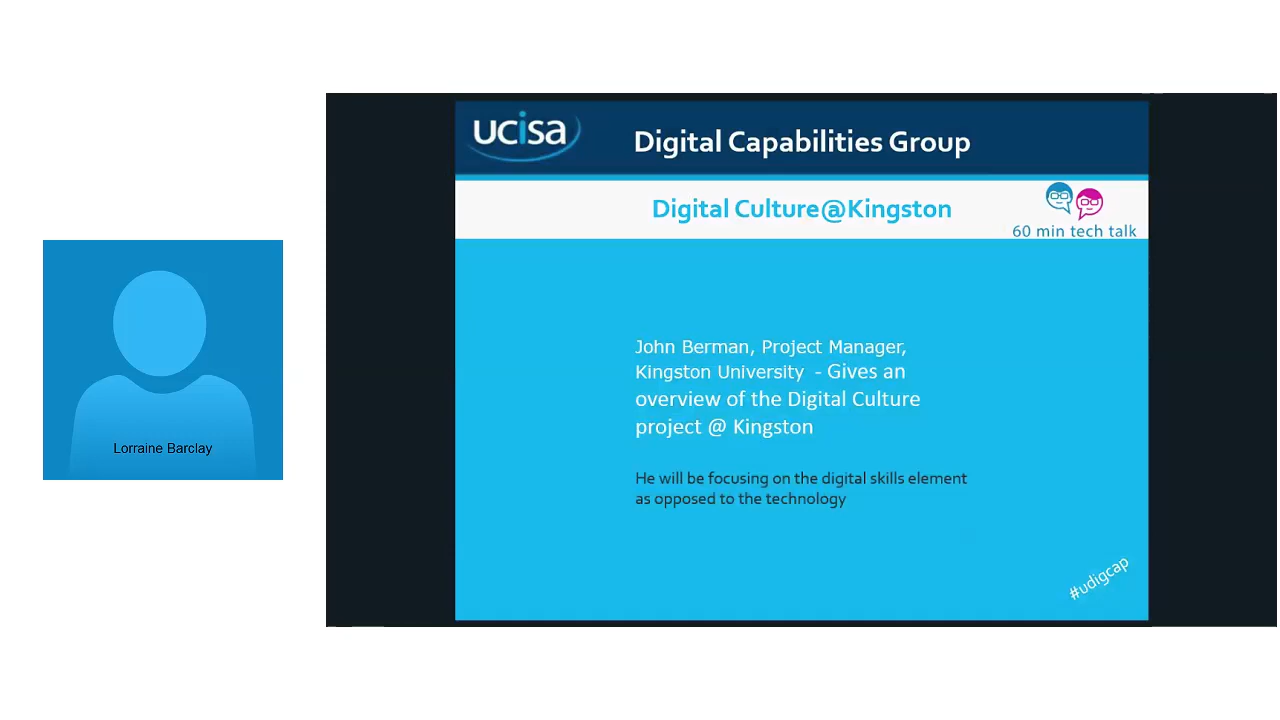 ucisa
Digital Capabilities Group
Digital Culture@Kingston
60 min tech talk
John Berman, Project Manager,
Kingston University - Gives an
overview of the Digital Culture
project @ Kingston
He will be focusing on the digital skills element
as opposed to the technology
#udigcap
Lorraine Barclay